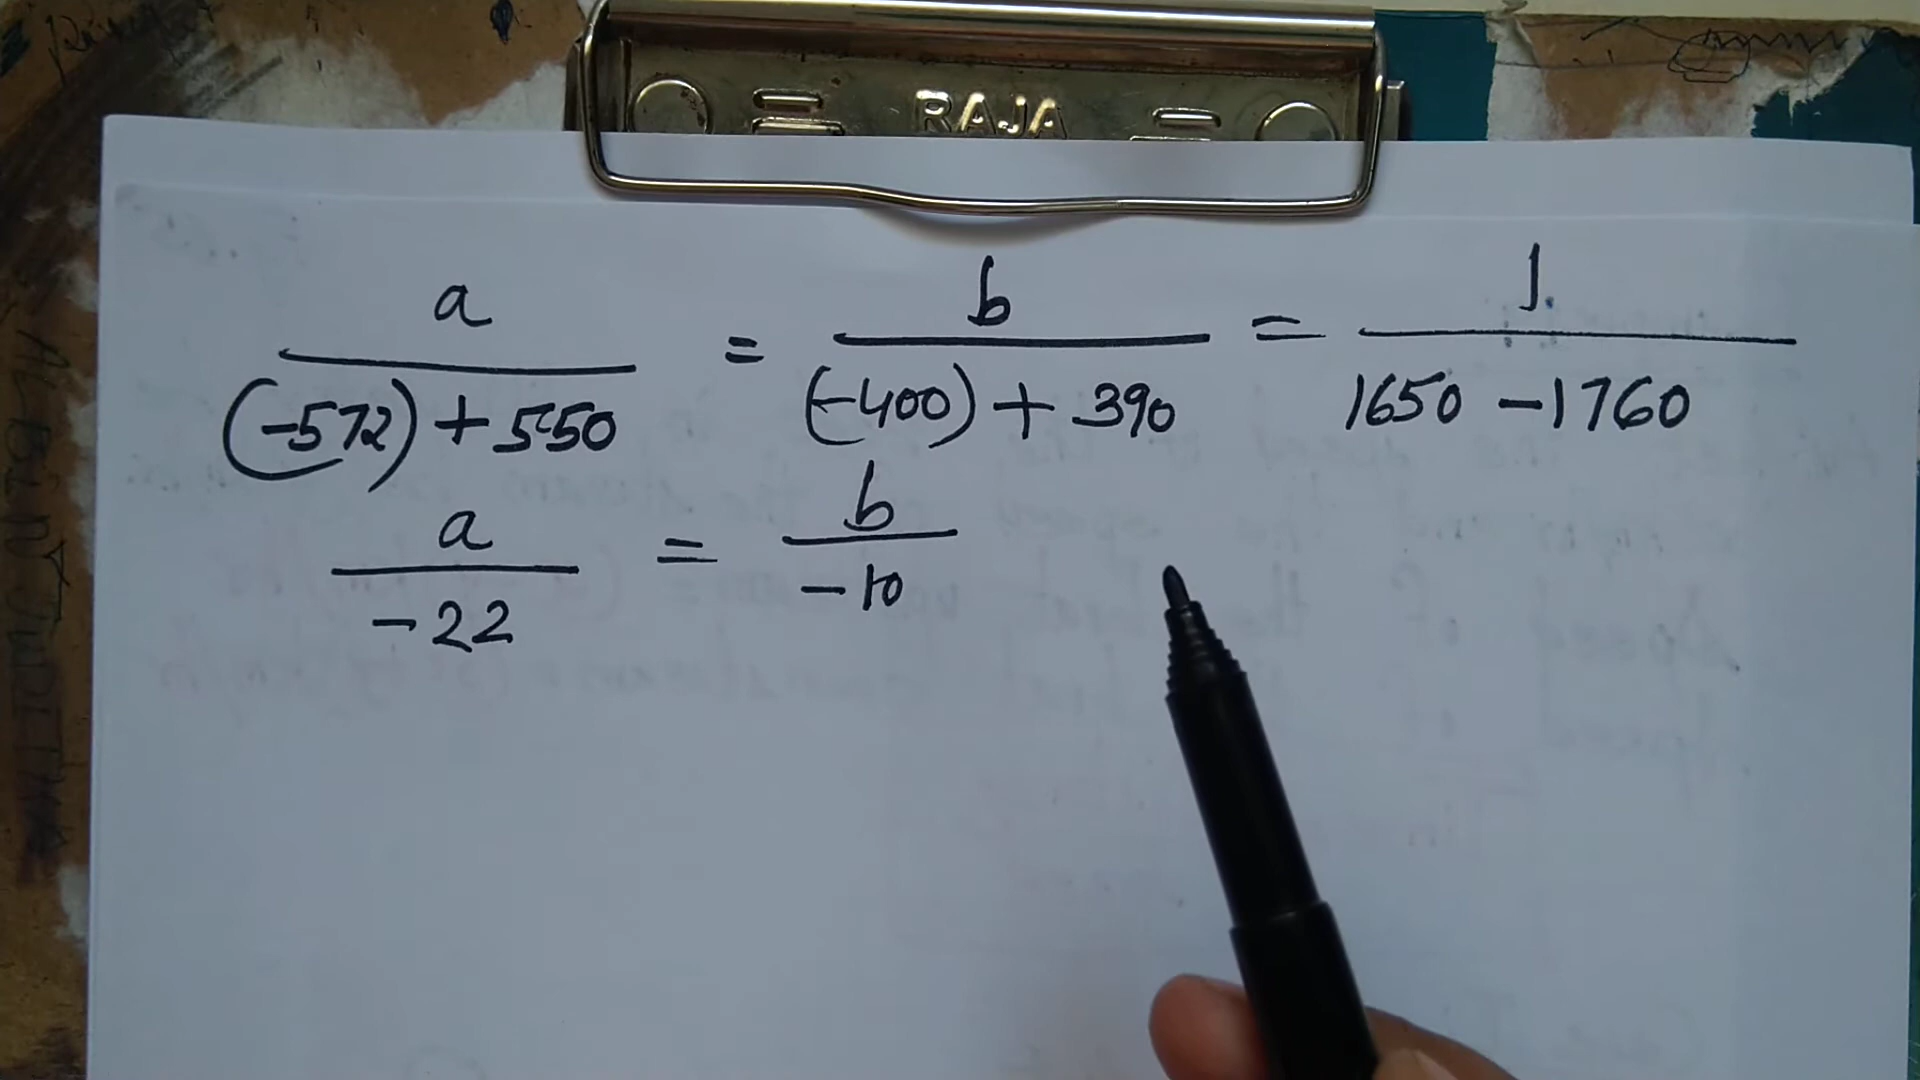 RAJA
a/((-572) + 550) = b/((-400) + 390) = 1/(1650 - 1760)
a/-22 = b/-10